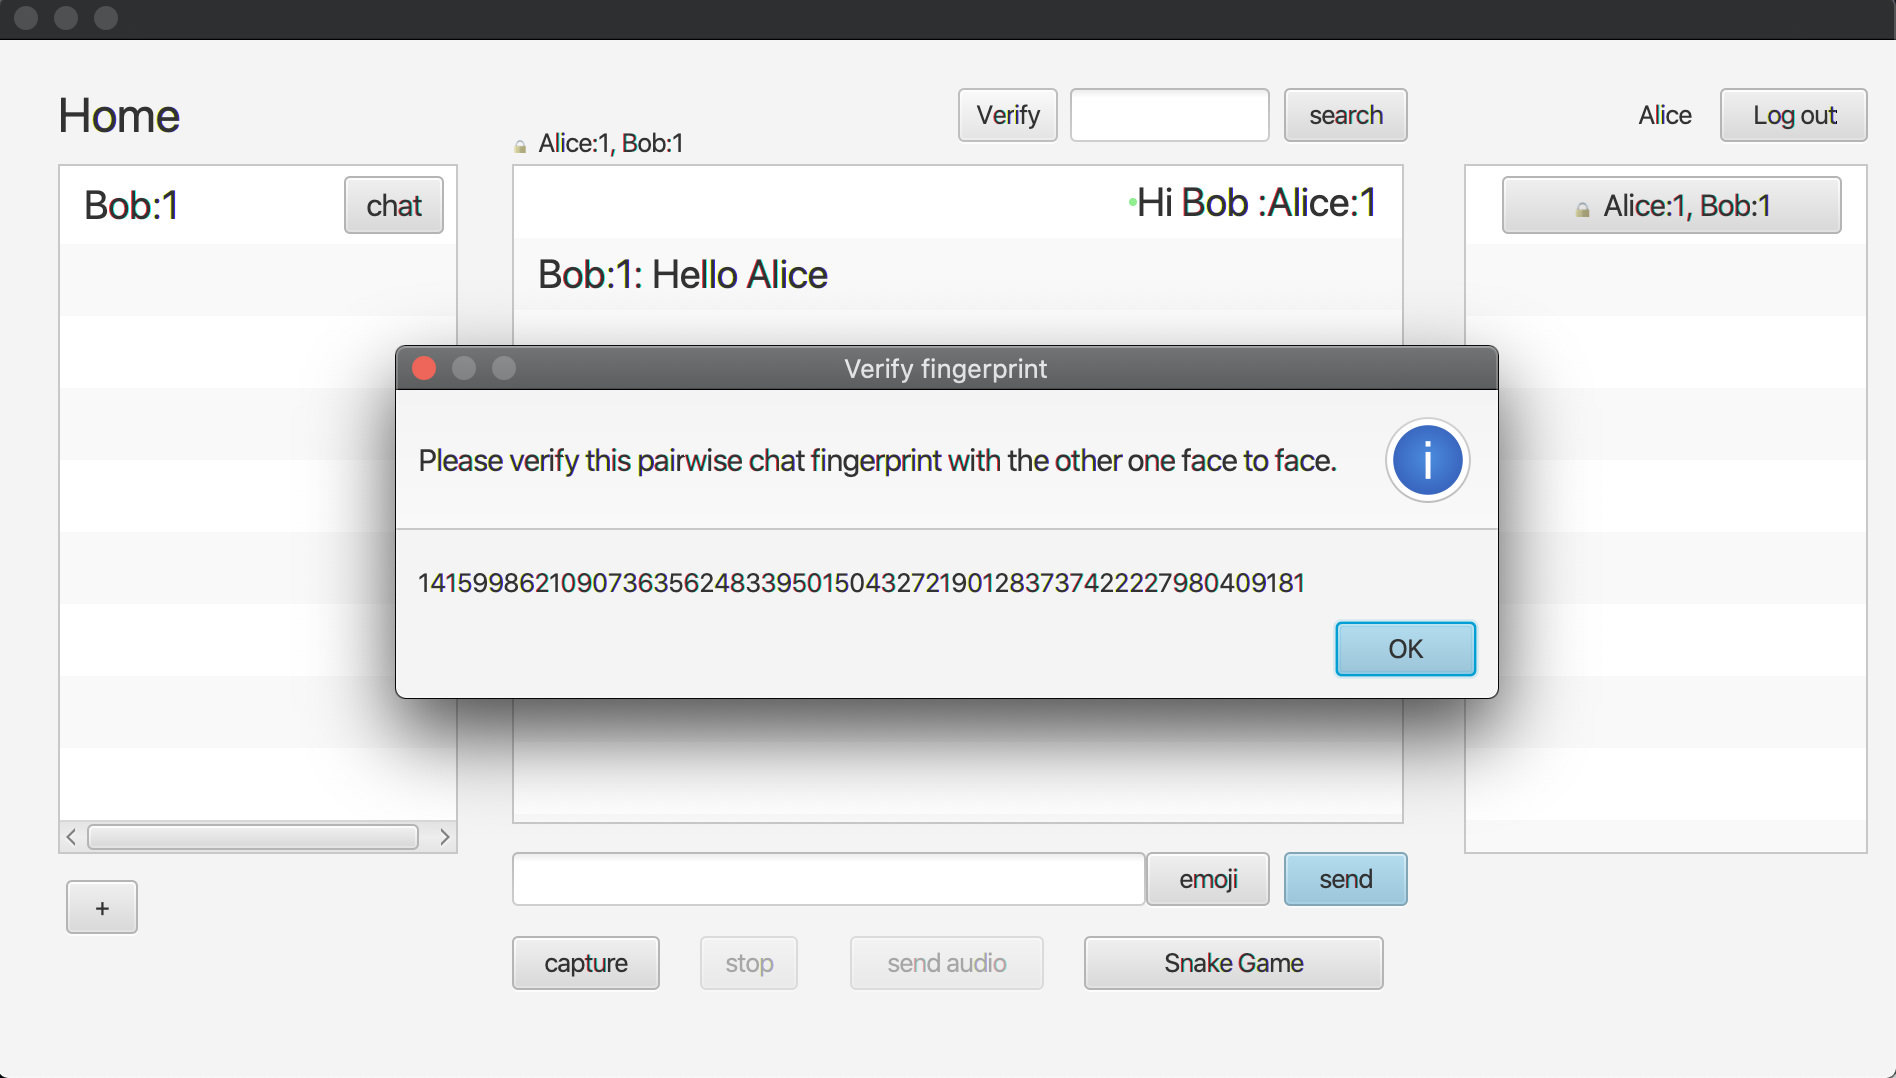 Home
Verify
search
Alice
Log out
Alice:1, Bob:1
Bob:1
chat
Hi Bob :Alice:1
Alice:1, Bob:1
Bob:1: Hello Alice
Verify fingerprint
Please verify this pairwise chat fingerprint with the other one face to face.
i
141599862109073635624833950150432721901283737422227980409181
OK
emoji
send
+
capture
stop
send audio
Snake Game